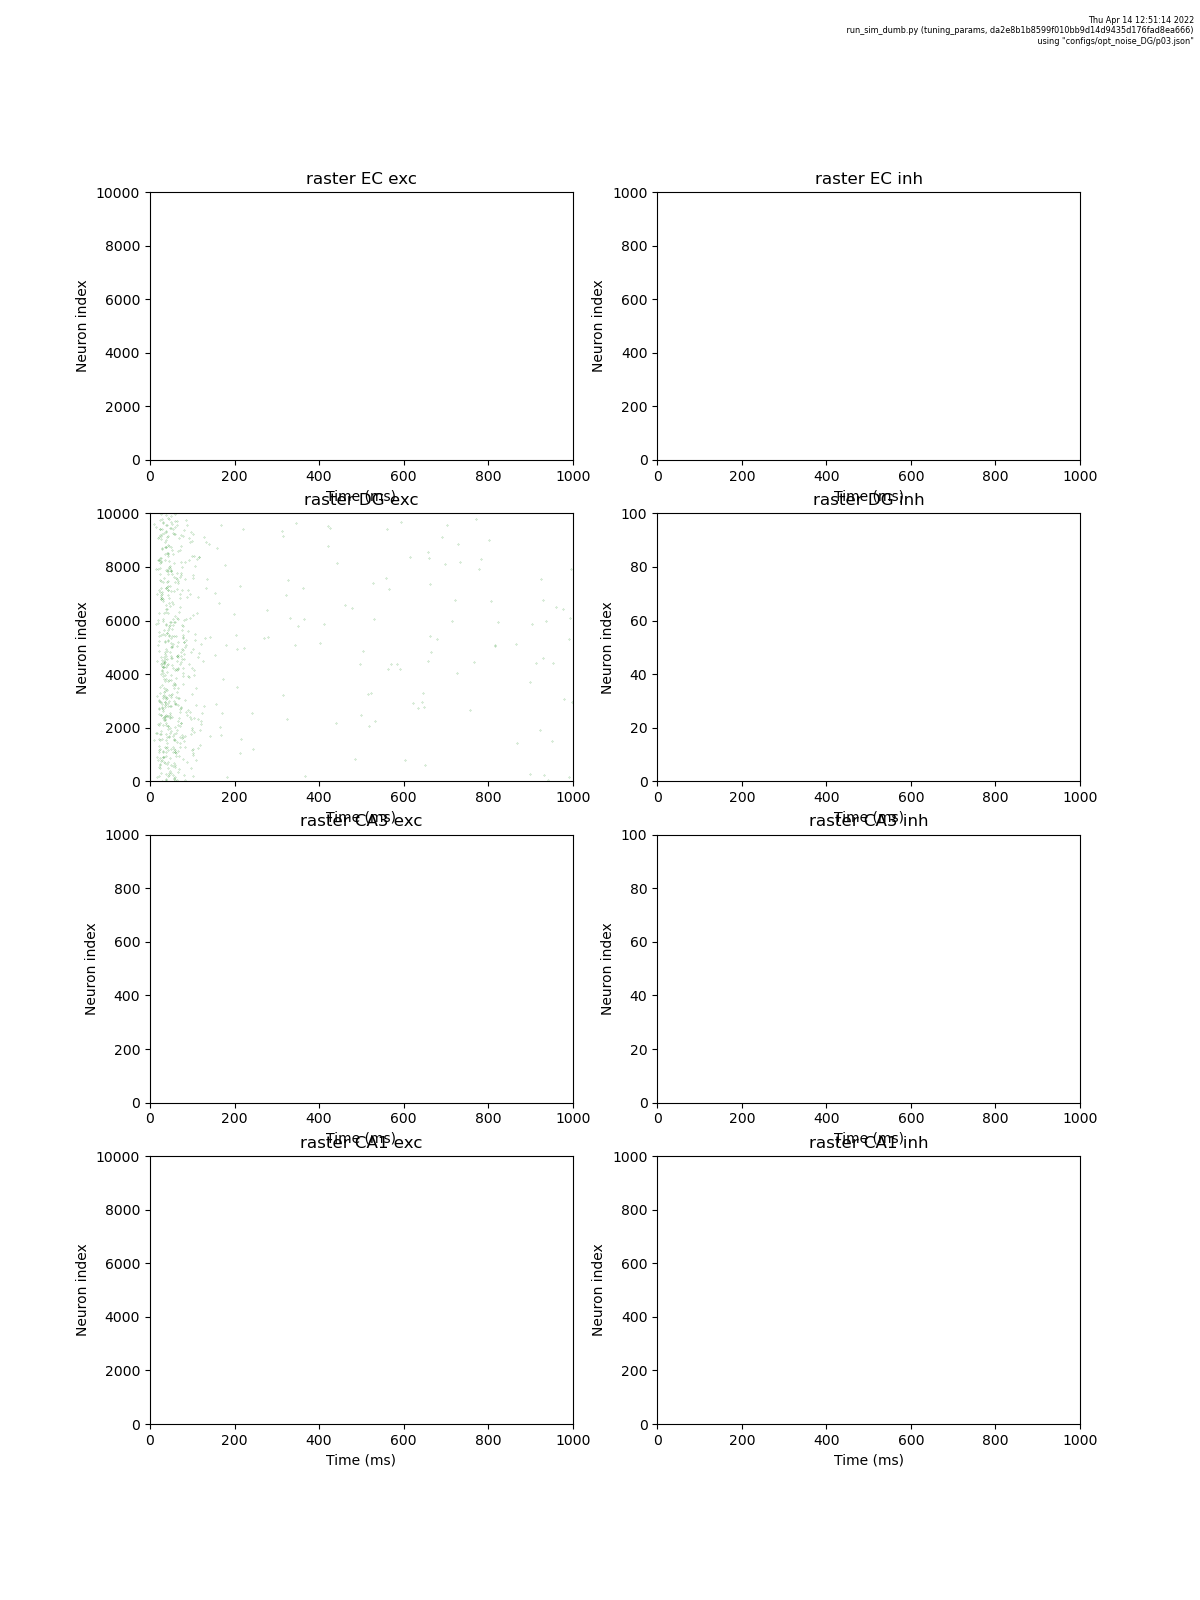 Thu Apr 14 12:51:14 2022
run_sim_dumb.py (tuning_params, da2e8b1b8599f010bb9d14d9435d176fad8ea666)
using "configs/opt_noise_DG/p03.json"
raster EC exc
10000
8000
6000
4000
2000
0
Neuron index
0 200 400 600 800 1000
Time (ms)
raster EC inh
1000
800
600
400
200
0
Neuron index
0 200 400 600 800 1000
Time (ms)
raster DG exc
10000
8000
6000
4000
2000
0
Neuron index
0 200 400 600 800 1000
Time (ms)
raster DG inh
100
80
60
40
20
0
Neuron index
0 200 400 600 800 1000
Time (ms)
raster CA3 exc
1000
800
600
400
200
0
Neuron index
0 200 400 600 800 1000
Time (ms)
raster CA3 inh
100
80
60
40
20
0
Neuron index
0 200 400 600 800 1000
Time (ms)
raster CA1 exc
10000
8000
6000
4000
2000
0
Neuron index
0 200 400 600 800 1000
Time (ms)
raster CA1 inh
1000
800
600
400
200
0
Neuron index
0 200 400 600 800 1000
Time (ms)